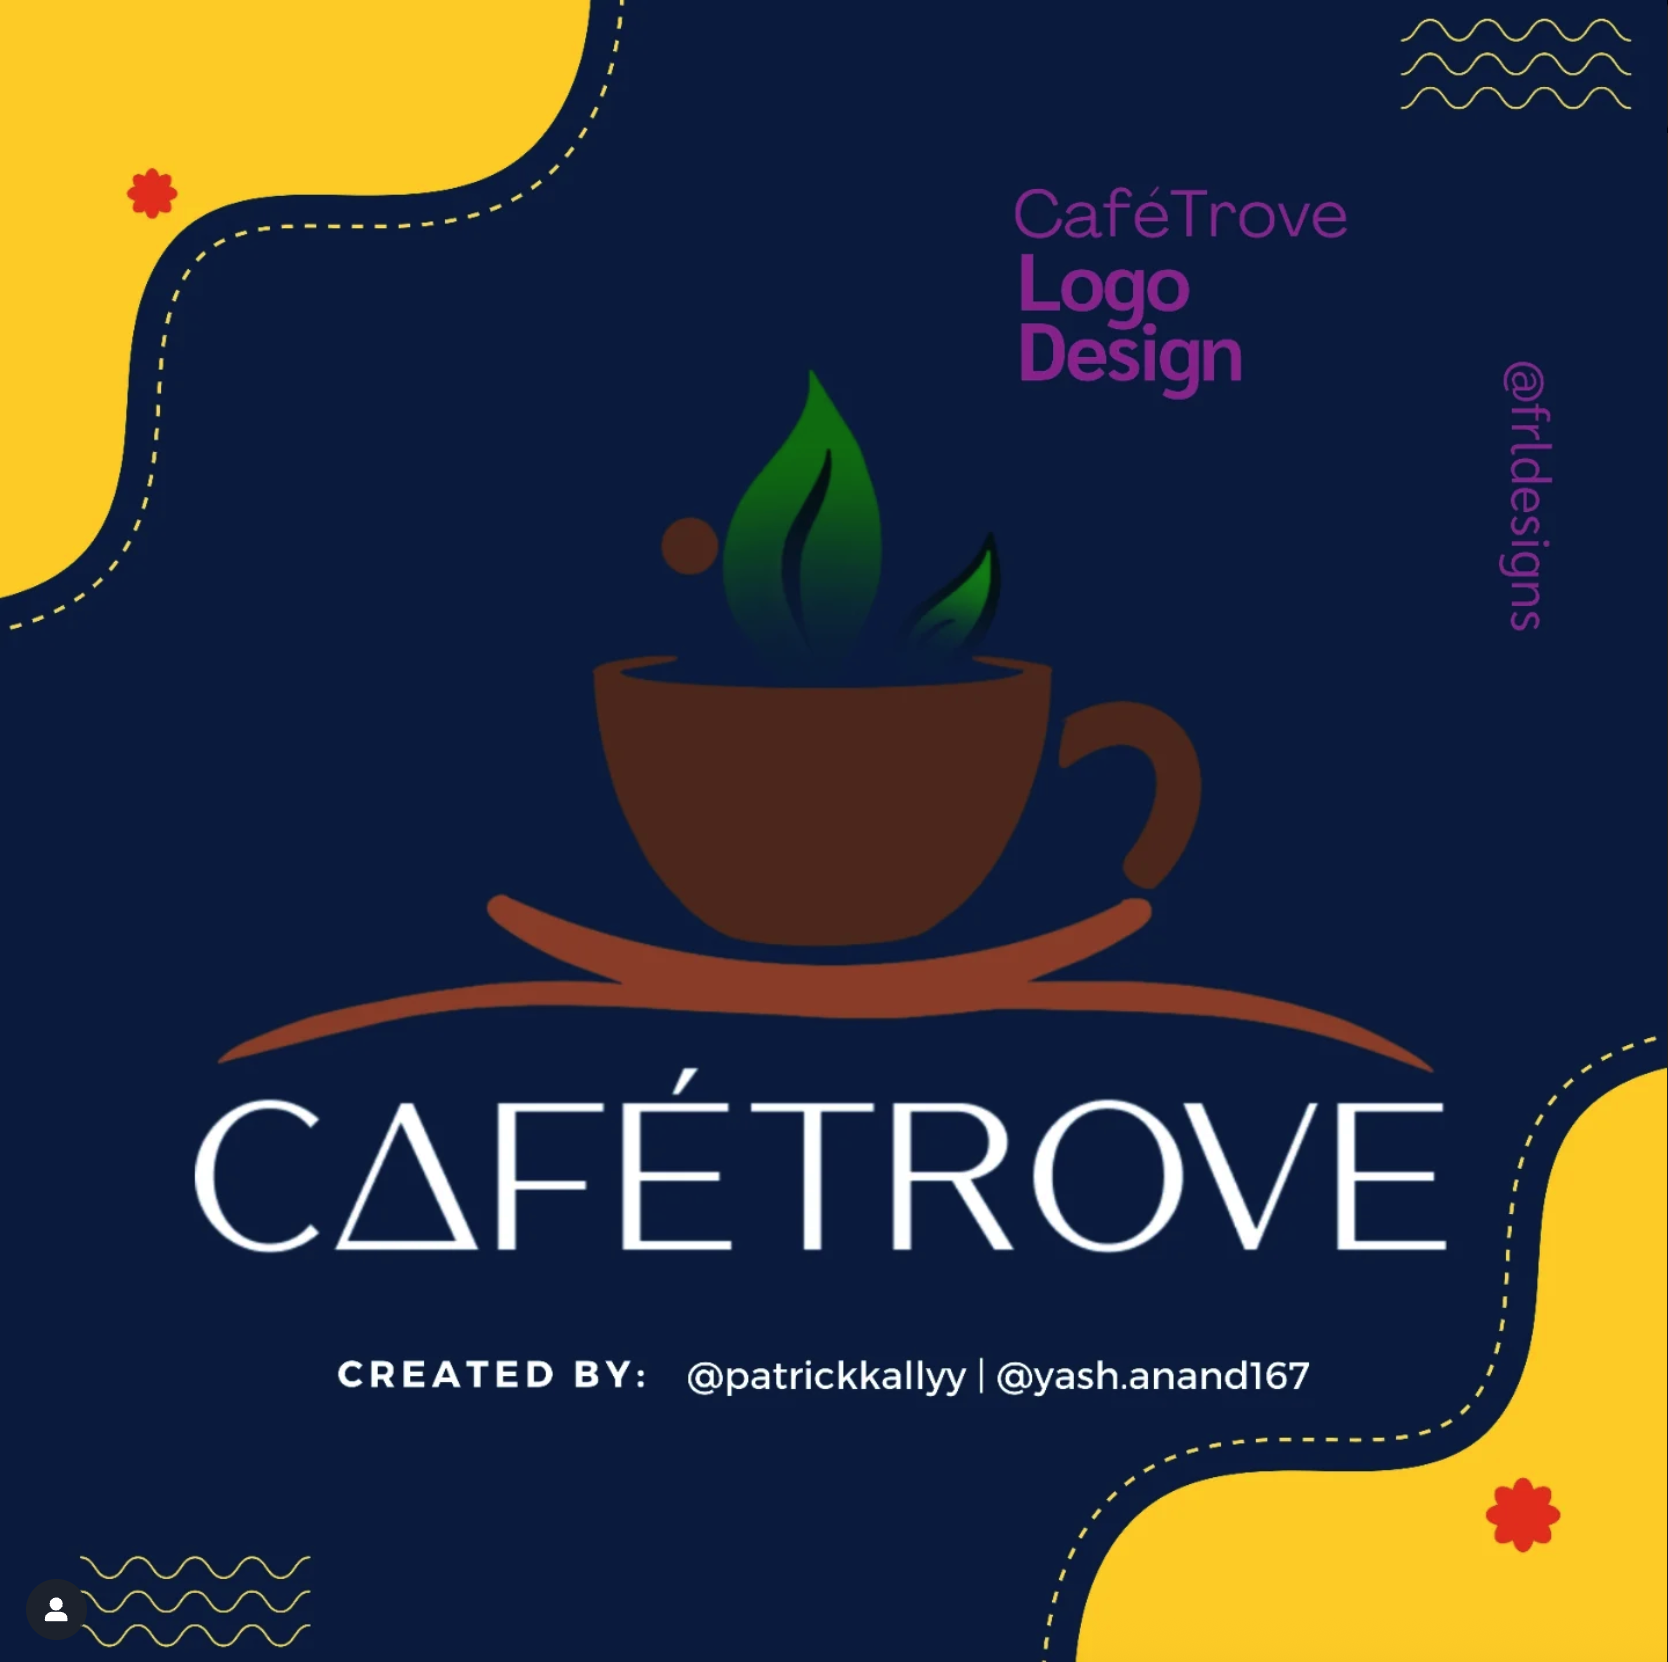 CaféTrove
Logo
Design
@frldesigns
CAFÉTROVE
CREATED BY: @patrickkallyy | @yash.anand167